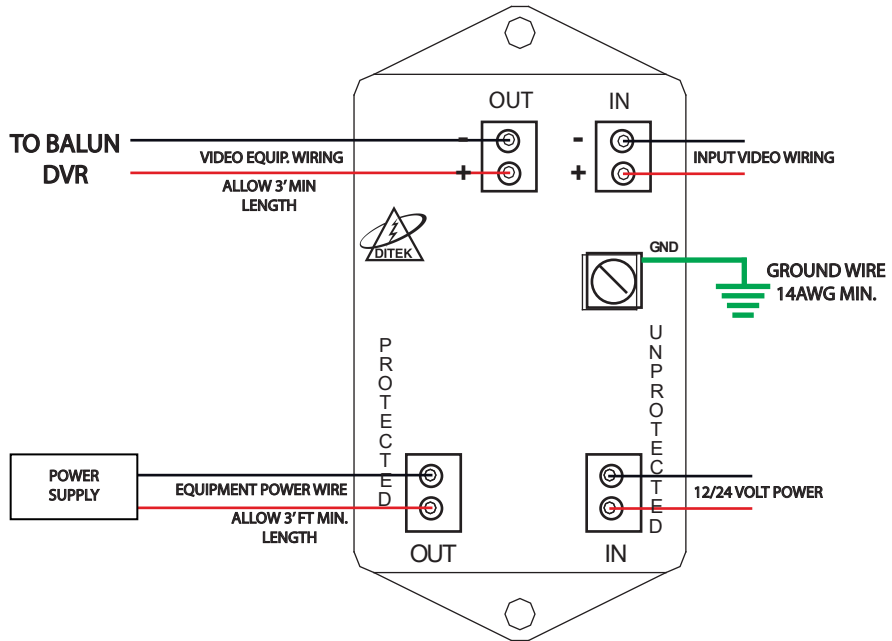 OUT
IN
TO BALUN
DVR
-
-
VIDEO EQUIP. WIRING
INPUT VIDEO WIRING
+
+
ALLOW 3' MIN
LENGTH
DITEK
GND
GROUND WIRE
14AWG MIN.
PROTECTED
UNPROTECTED
POWER
SUPPLY
EQUIPMENT POWER WIRE
12/24 VOLT POWER
ALLOW 3' FT MIN.
LENGTH
OUT
IN